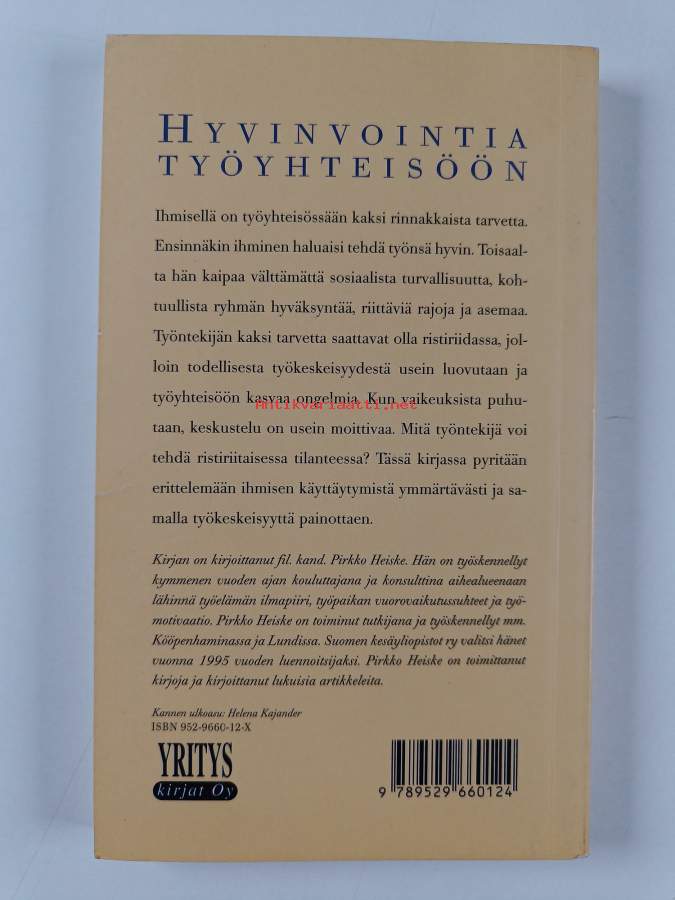 HYVINVOINTIA
TYÖYHTEISÖÖN
Ihmisellä on työyhteisössään kaksi rinnakkaista tarvetta.
Ensinnäkin ihminen haluaisi tehdä työnsä hyvin. Toisaal-
ta hän kaipaa välttämättä sosiaalista turvallisuutta, koh-
tuullista ryhmän hyväksyntää, riittäviä rajoja ja asemaa.
Työntekijän kaksi tarvetta saattavat olla ristiriidassa, jol-
loin todellisesta työkeskeisyydestä usein luovutaan ja
työyhteisöön kasvaa ongelmia. Kun vaikeuksista puhu-
Antikvariaatti.net
taan, keskustelu on usein moittivaa. Mitä työntekijä voi
tehdä ristiriitaisessa tilanteessa? Tässä kirjassa pyritään
erittelemään ihmisen käyttäytymistä ymmärtävästi ja sa-
malla työkeskeisyyttä painottaen.
Kirjan on kirjoittanut fil. kand. Pirkko Heiske. Hän on työskennellyt
kymmenen vuoden ajan kouluttajana ja konsulttina aihealueenaan
lähinnä työelämän ilmapiiri, työpaikan vuorovaikutussuhteet ja työ-
motivaatio. Pirkko Heiske on toiminut tutkijana ja työskennellyt mm.
Kööpenhaminassa ja Lundissa. Suomen kesäyliopistot ry valitsi hänet
vuonna 1995 vuoden luennoitsijaksi. Pirkko Heiske on toimittanut
kirjoja ja kirjoittanut lukuisia artikkeleita.
Kannen ulkoasu: Helena Kajander
ISBN 952-9660-12-X
YRITYS
kirjat Oy
9 789529 660124